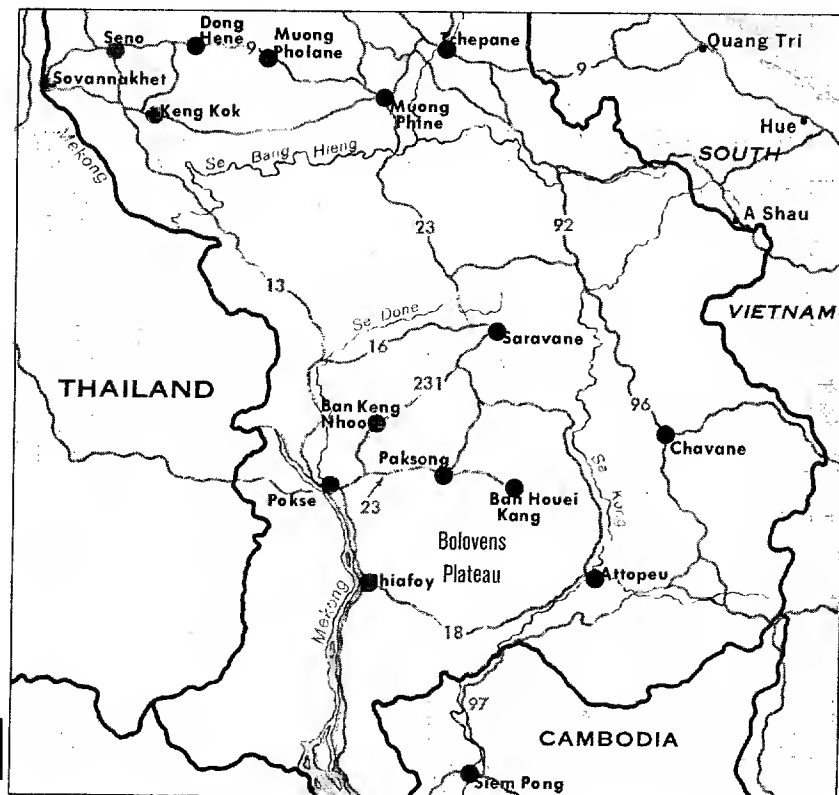 Dong
Hene
Muong
Pholane
Seno
9
Tchepane
Quang Tri
9
Sovannakhet
Keng Kok
Muong
Phine
Hue
Mekong
Se Bang Hieng
SOUTH
A Shau
23
92
13
VIETNAM
Se Done
16
Saravane
THAILAND
231
Ban Keng
Nhoo
96
Chavane
Paksong
Pokse
23
Ban Houei
Kang
Se Kong
Bolovens
Plateau
Mekong
Khiafoy
Attopeu
18
97
CAMBODIA
Siem Pong